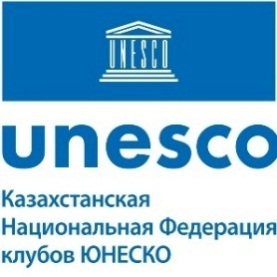 UNESCO
unesco
Казахстанская
Национальная Федерация
клубов ЮНЕСКО